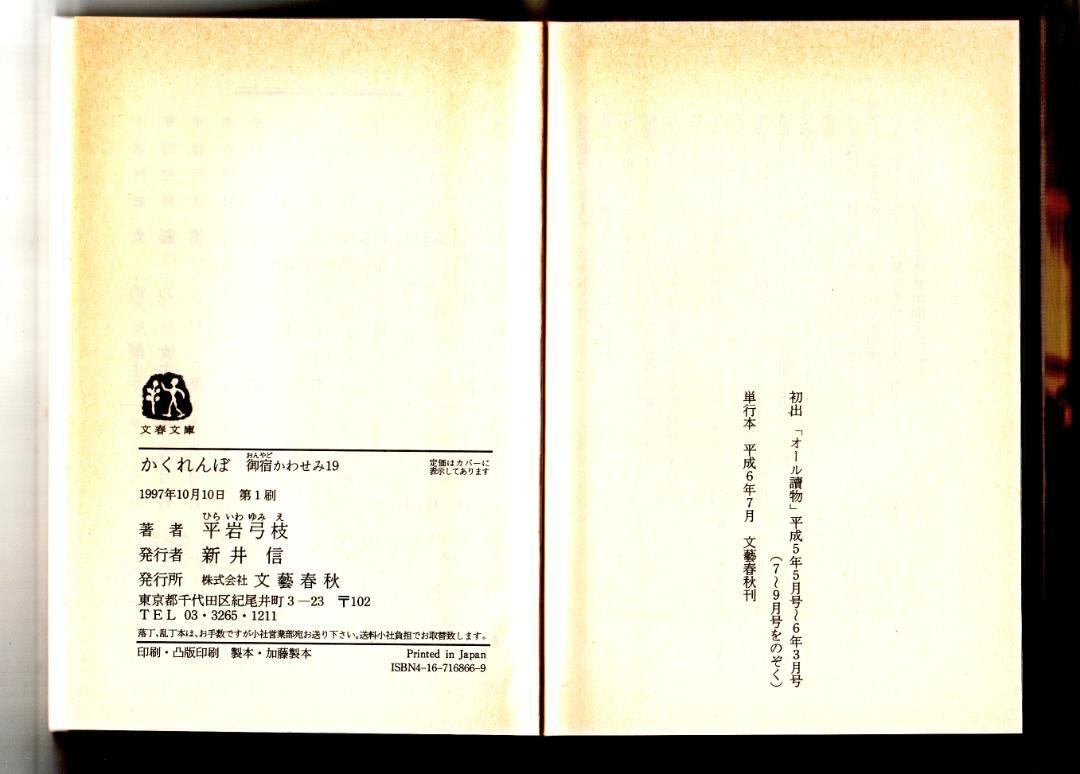 初出　「オール讀物」平成5年5月号～6年3月号
（7～9月号をのぞく）
単行本　平成6年7月　文藝春秋刊
文春文庫
かくれんぼ　御宿かわせみ19
おんやど
定価はカバーに
表示してあります
1997年10月10日　第1刷
ひら いわ ゆみ え
著　者　平岩弓枝
発行者　新井　信
発行所　株式会社 文藝春秋
東京都千代田区紀尾井町3―23　〒102
TEL 03・3265・1211
落丁、乱丁本は、お手数ですが小社営業部宛お送り下さい。送料小社負担でお取替致します。
印刷・凸版印刷　製本・加藤製本
Printed in Japan
ISBN4-16-716866-9